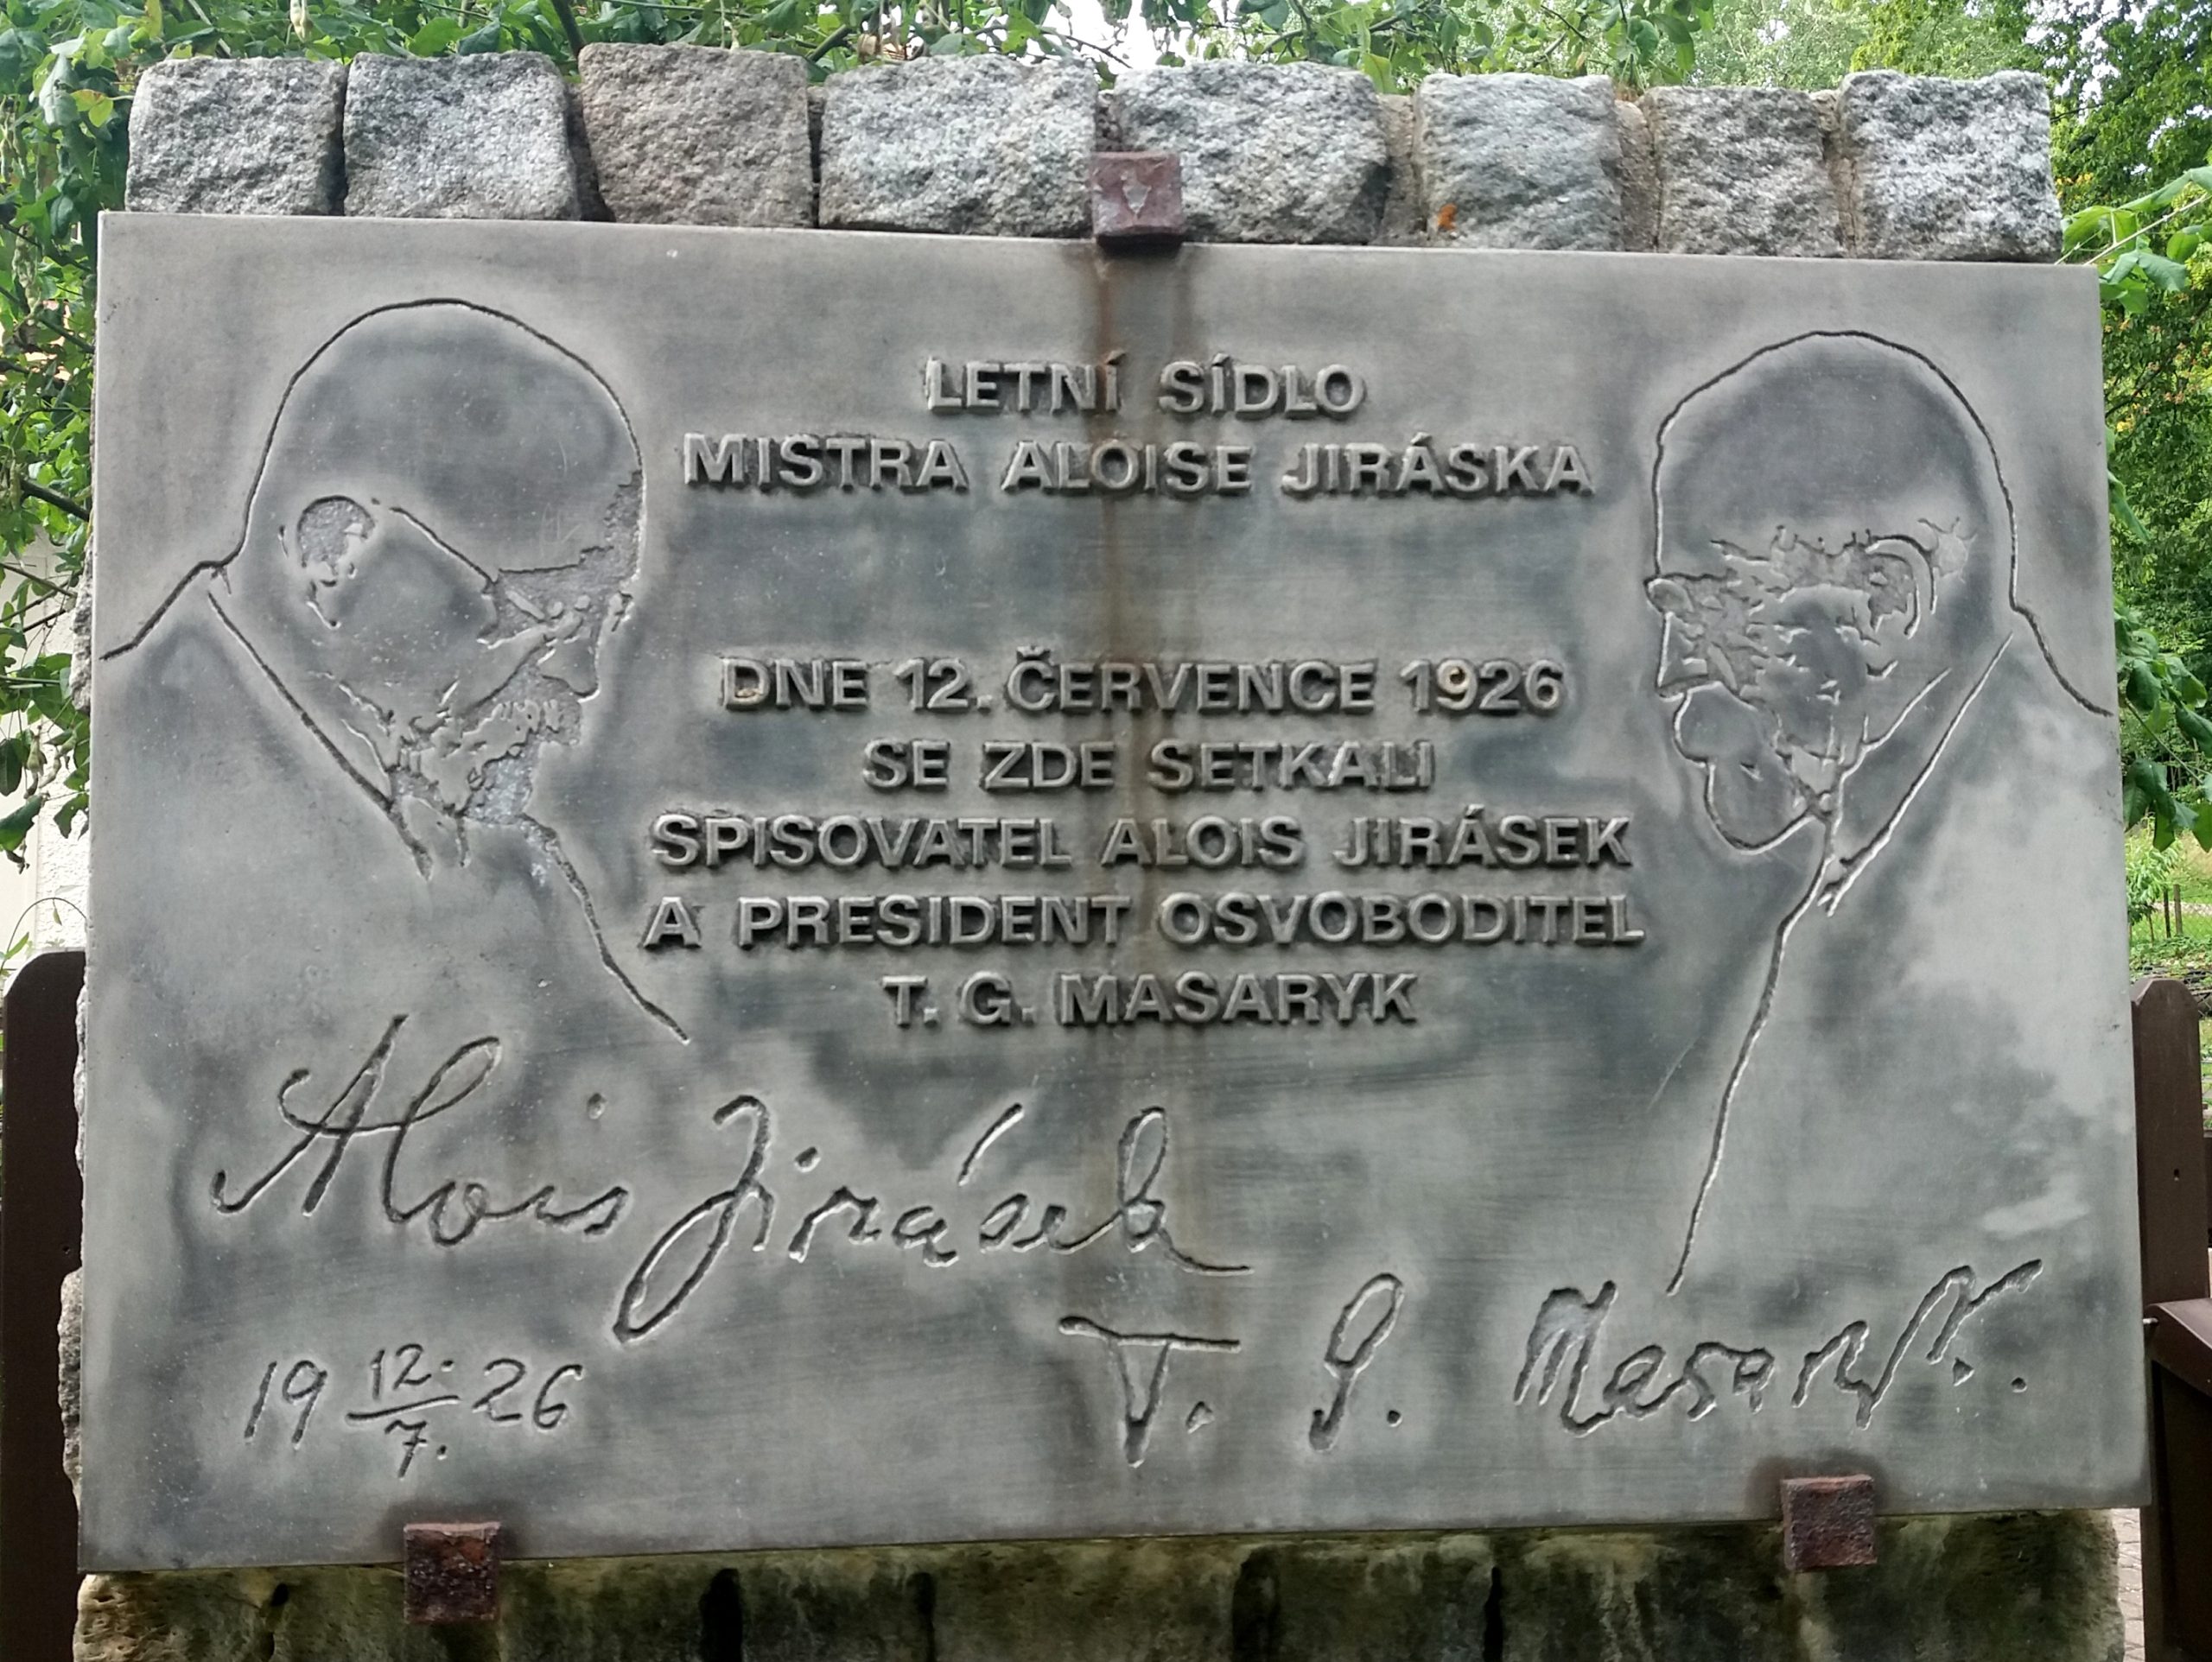 LETNÍ SÍDLO
MISTRA ALOISE JIRÁSKA
DNE 12. ČERVENCE 1926
SE ZDE SETKALI
SPISOVATEL ALOIS JIRÁSEK
A PRESIDENT OSVOBODITEL
T. G. MASARYK
Alois Jirásek
19 12./7. 26
T. G. Masaryk.